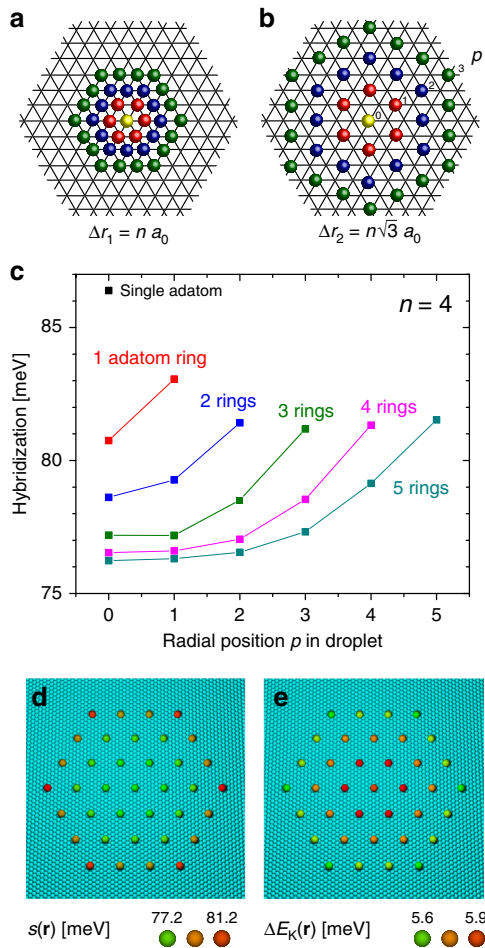 a
b
p
3
2
1
0
Δr₁ = n a₀
Δr₂ = n√3 a₀
c
Single adatom
n = 4
1 adatom ring
2 rings
3 rings
4 rings
5 rings
Hybridization [meV]
85
80
75
0 1 2 3 4 5
Radial position p in droplet
d
e
77.2 81.2
s(r) [meV]
5.6 5.9
ΔE_K(r) [meV]